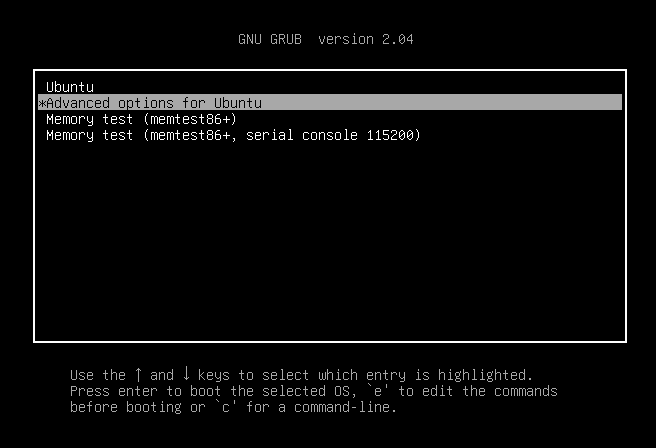 GNU GRUB  version 2.04
Ubuntu
*Advanced options for Ubuntu
Memory test (memtest86+)
Memory test (memtest86+, serial console 115200)
Use the ↑ and ↓ keys to select which entry is highlighted.
Press enter to boot the selected OS, `e' to edit the commands
before booting or `c' for a command-line.